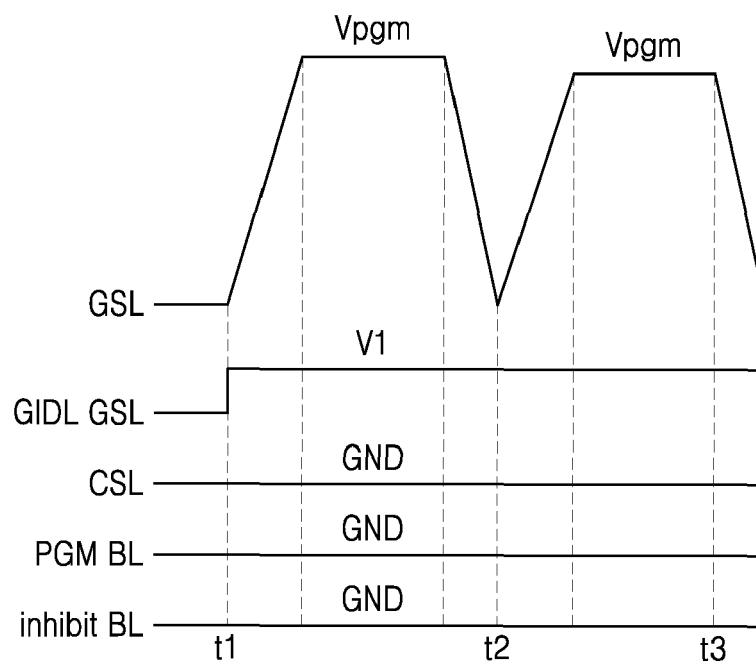 Vpgm
Vpgm
GSL
V1
GIDL GSL
GND
CSL
GND
PGM BL
GND
inhibit BL
t1
t2
t3